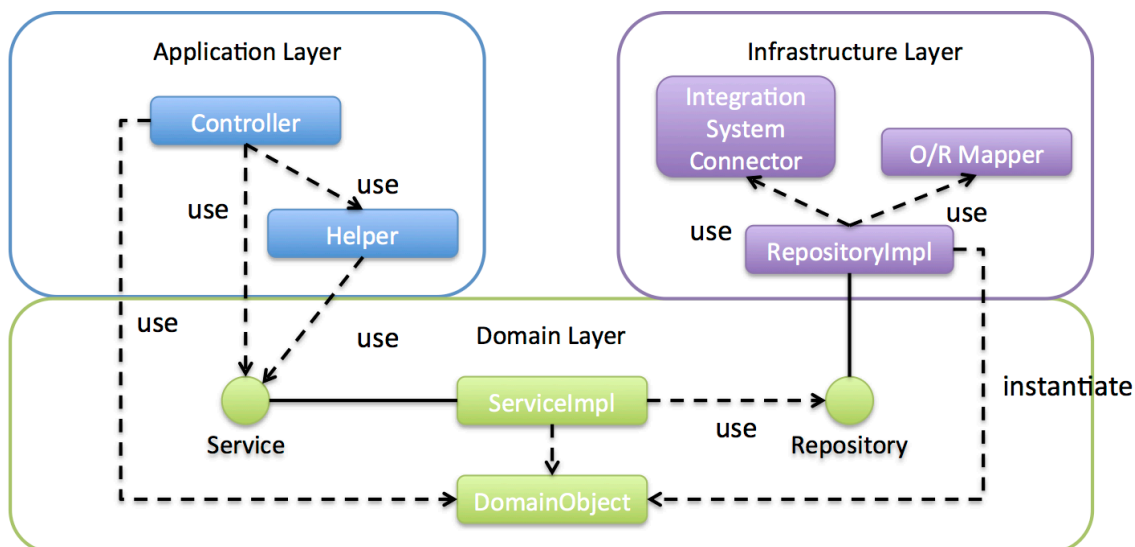 Application Layer
Infrastructure Layer
Controller
Integration
System
Connector
O/R Mapper
use
use
Helper
use
use
RepositoryImpl
use
use
Domain Layer
instantiate
ServiceImpl
use
Service
Repository
DomainObject